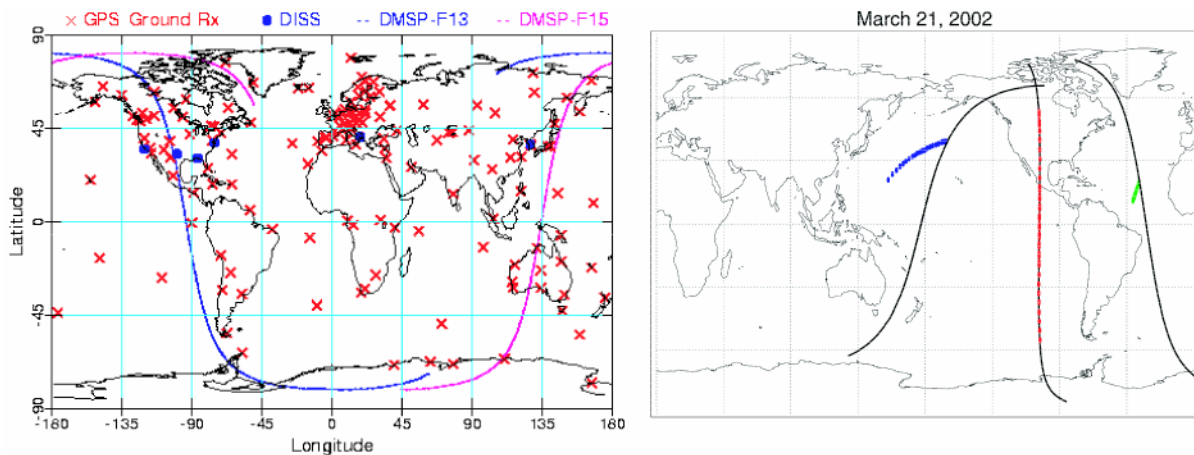 × GPS Ground Rx ● DISS -- DMSP-F13 -- DMSP-F15
90
45
0
-45
-90
Latitude
-180 -135 -90 -45 0 45 90 135 180
Longitude
March 21, 2002